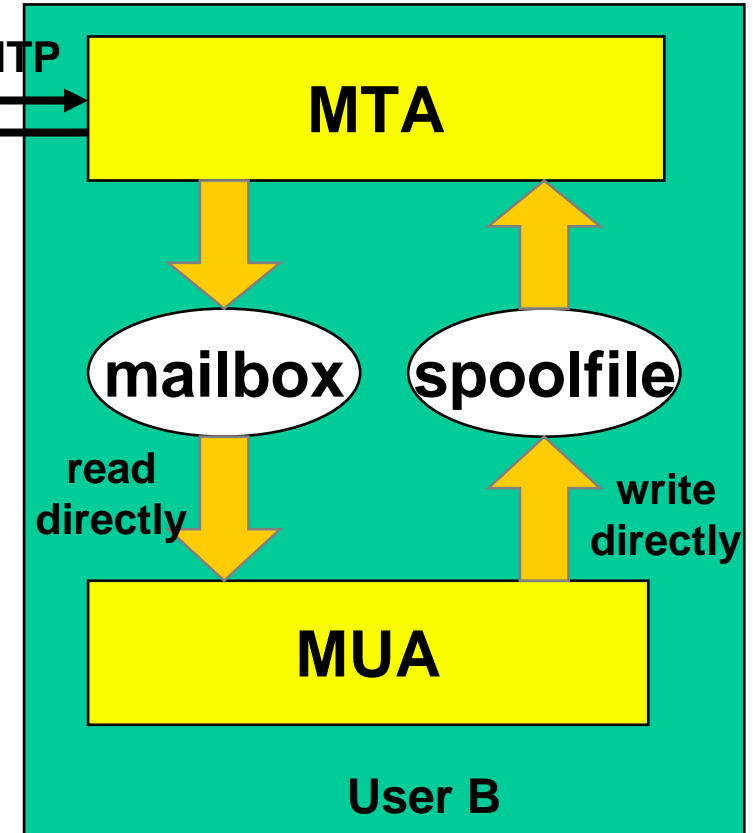 MTA
mailbox
spoolfile
read
directly
write
directly
MUA
User B